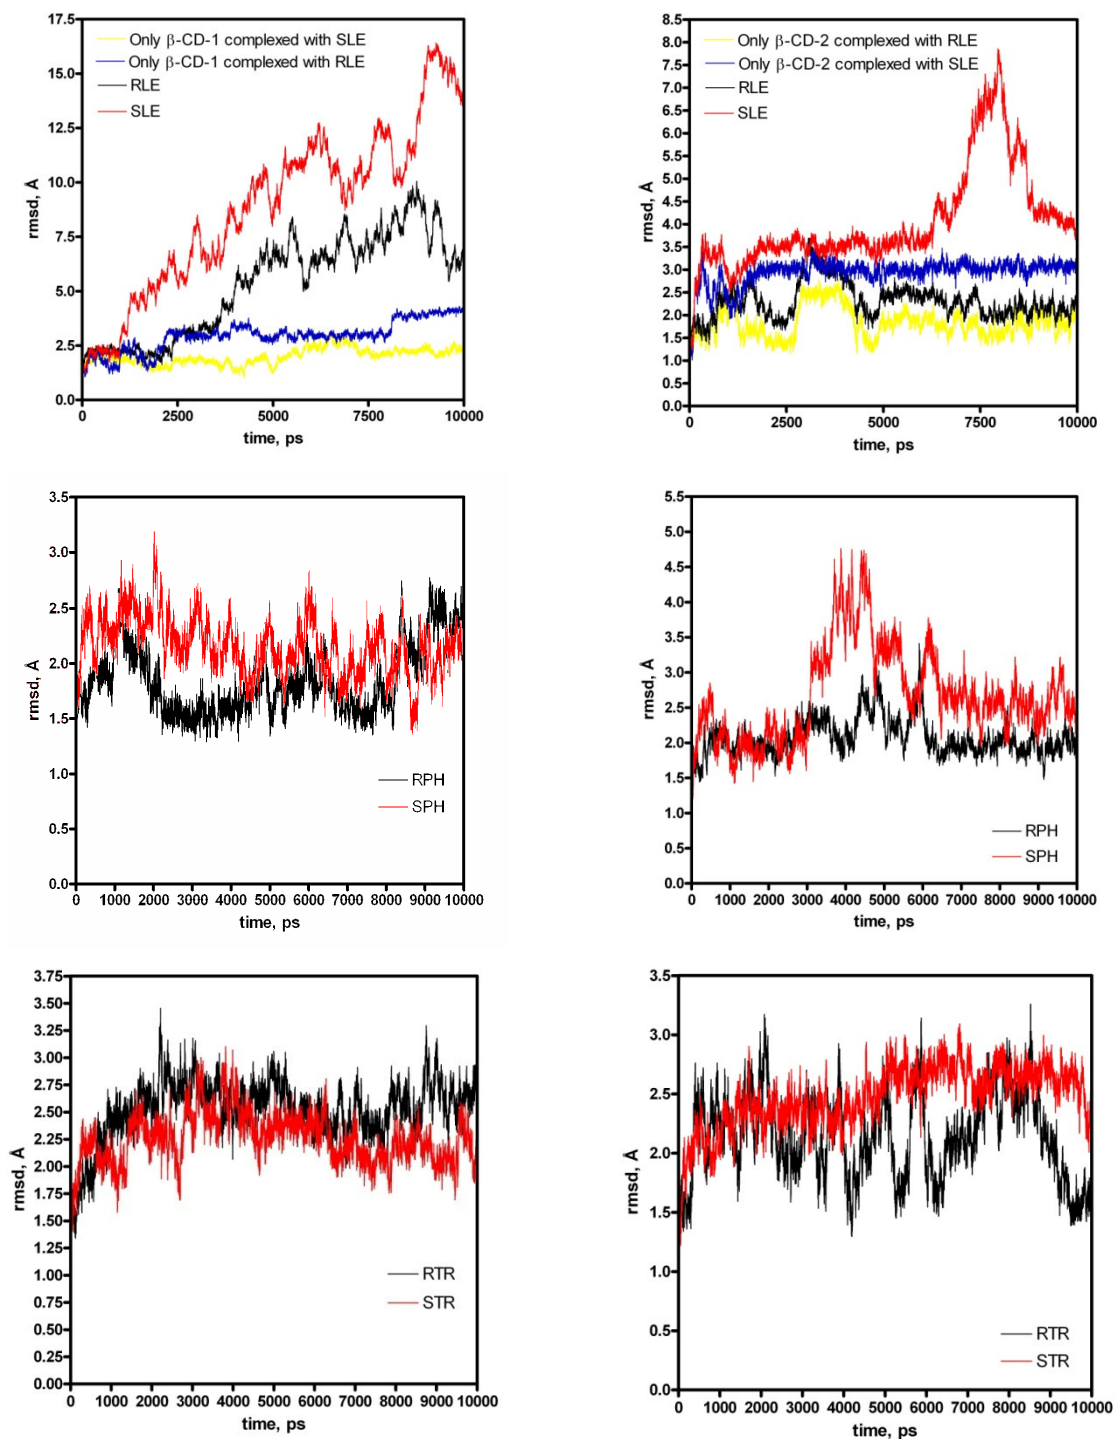 17.5
15.0
12.5
10.0
7.5
5.0
2.5
0.0
rmsd, Å
Only β-CD-1 complexed with SLE
Only β-CD-1 complexed with RLE
RLE
SLE
0 2500 5000 7500 10000
time, ps
8.5
8.0
7.5
7.0
6.5
6.0
5.5
5.0
4.5
4.0
3.5
3.0
2.5
2.0
1.5
1.0
0.5
0.0
rmsd, Å
Only β-CD-2 complexed with RLE
Only β-CD-2 complexed with SLE
RLE
SLE
0 2500 5000 7500 10000
time, ps
3.5
3.0
2.5
2.0
1.5
1.0
0.5
0.0
rmsd, Å
RPH
SPH
0 1000 2000 3000 4000 5000 6000 7000 8000 9000 10000
time, ps
5.5
5.0
4.5
4.0
3.5
3.0
2.5
2.0
1.5
1.0
0.5
0.0
rmsd, Å
RPH
SPH
0 1000 2000 3000 4000 5000 6000 7000 8000 9000 10000
time, ps
3.75
3.50
3.25
3.00
2.75
2.50
2.25
2.00
1.75
1.50
1.25
1.00
0.75
0.50
0.25
0.00
rmsd, Å
RTR
STR
0 1000 2000 3000 4000 5000 6000 7000 8000 9000 10000
time, ps
3.5
3.0
2.5
2.0
1.5
1.0
0.5
0.0
rmsd, Å
RTR
STR
0 1000 2000 3000 4000 5000 6000 7000 8000 9000 10000
time, ps